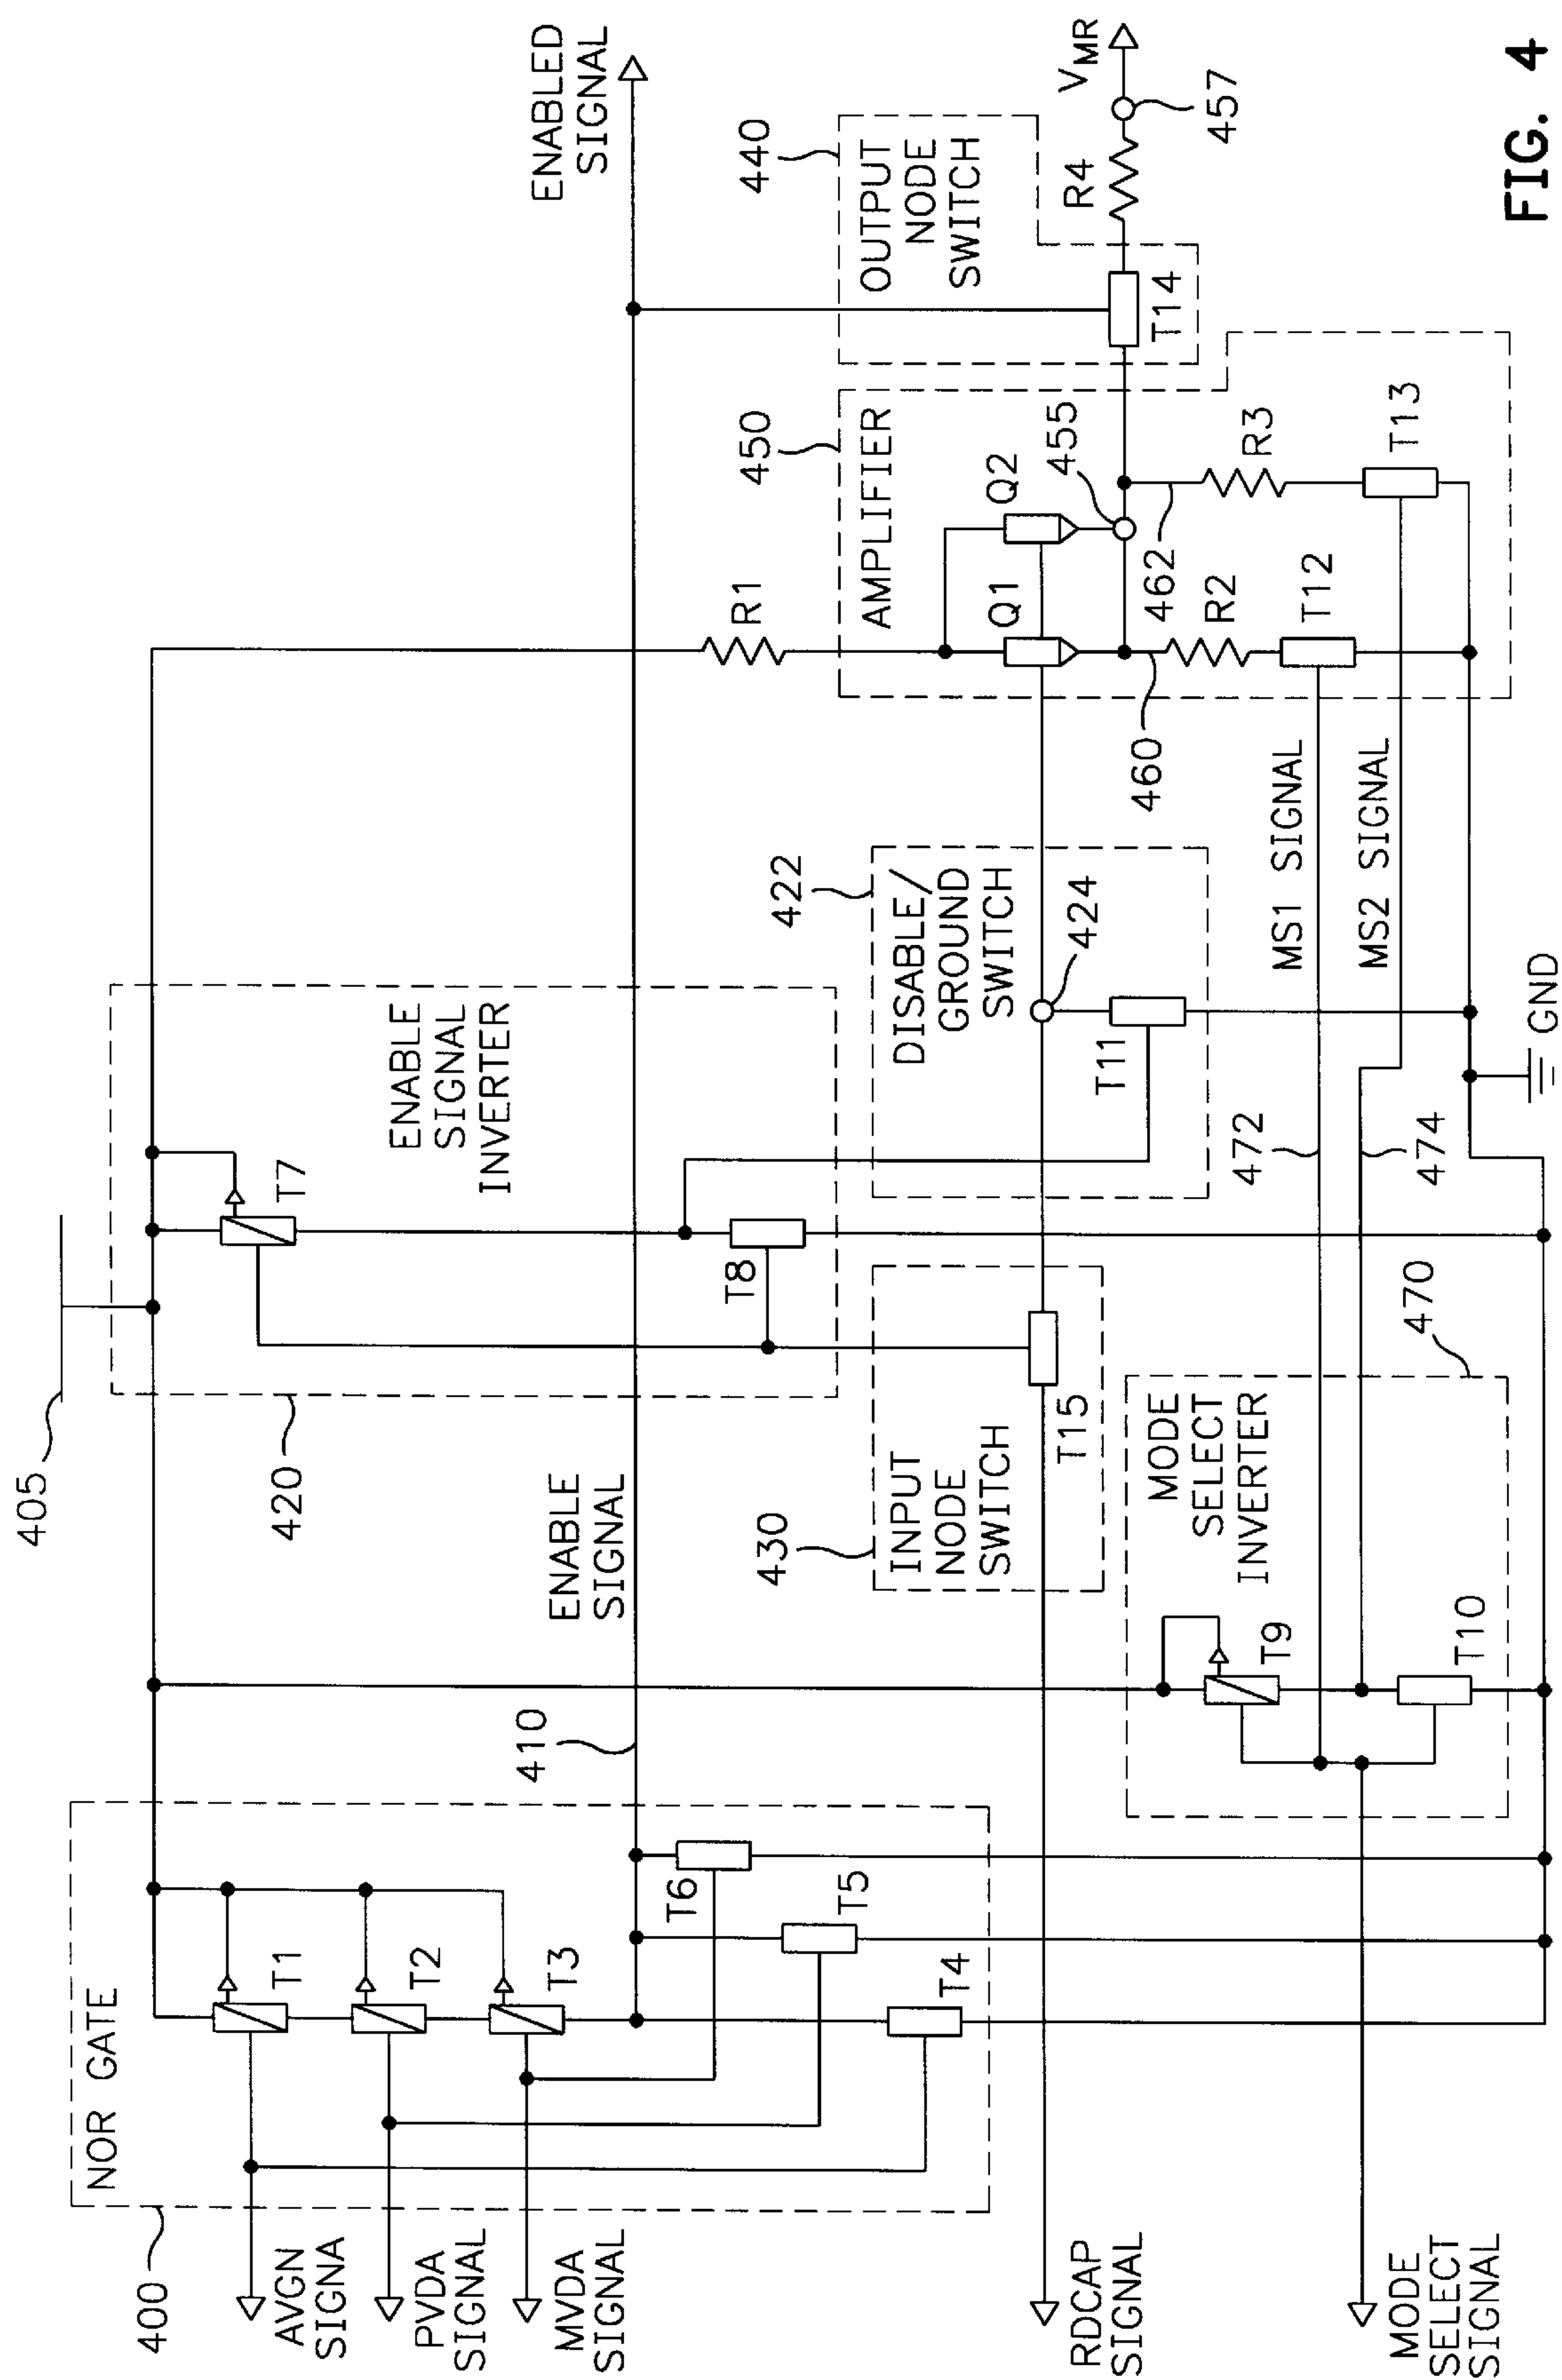 405
ENABLED
SIGNAL
NOR GATE
400
AVGN
SIGNA
PVDA
SIGNAL
MVDA
SIGNAL
T1
T2
T3
T4
T5
T6
410
ENABLE
SIGNAL
420
ENABLE
SIGNAL
INVERTER
T7
T8
430
INPUT
NODE
SWITCH
T15
422
DISABLE/
GROUND
SWITCH
424
T11
RDCAP
SIGNAL
MODE
SELECT
SIGNAL
MODE
SELECT
INVERTER
470
T9
T10
472
474
MS1 SIGNAL
MS2 SIGNAL
GND
R1
450
AMPLIFIER
Q1
Q2
455
460
462
R2
R3
T12
T13
440
OUTPUT
NODE
SWITCH
T14
R4
VMR
457
FIG. 4